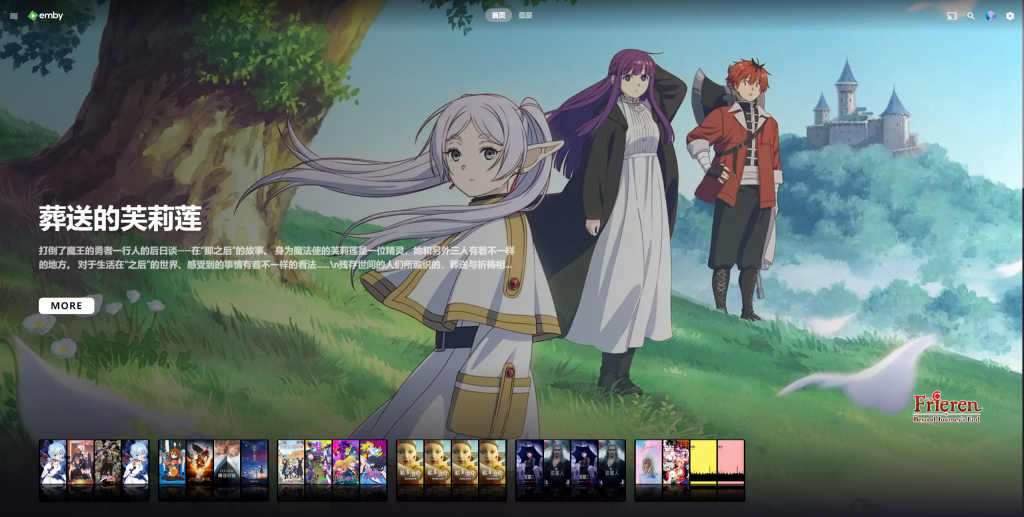 emby
首页
最爱
葬送的芙莉莲
打倒了魔王的勇者一行人的后日谈——在“那之后”的故事。 身为魔法使的芙莉莲是一位精灵，她和另外三人有着不一样
的地方。 对于生活在“之后”的世界、感受到的事情有着不一样的看法……\n残存世间的人们所编织的，葬送与祈祷相...
MORE
Frieren
Beyond Journey's End